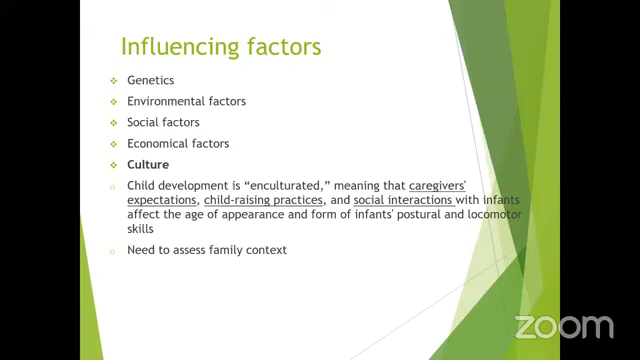 Influencing factors
Genetics
Environmental factors
Social factors
Economical factors
Culture
Child development is “enculturated,” meaning that caregivers'
expectations, child-raising practices, and social interactions with infants
affect the age of appearance and form of infants' postural and locomotor
skills
Need to assess family context
zoom